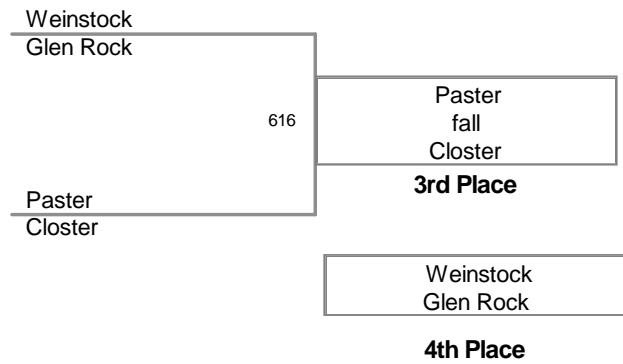 Weinstock
Glen Rock
616
Paster
fall
Closter
3rd Place
Paster
Closter
Weinstock
Glen Rock
4th Place